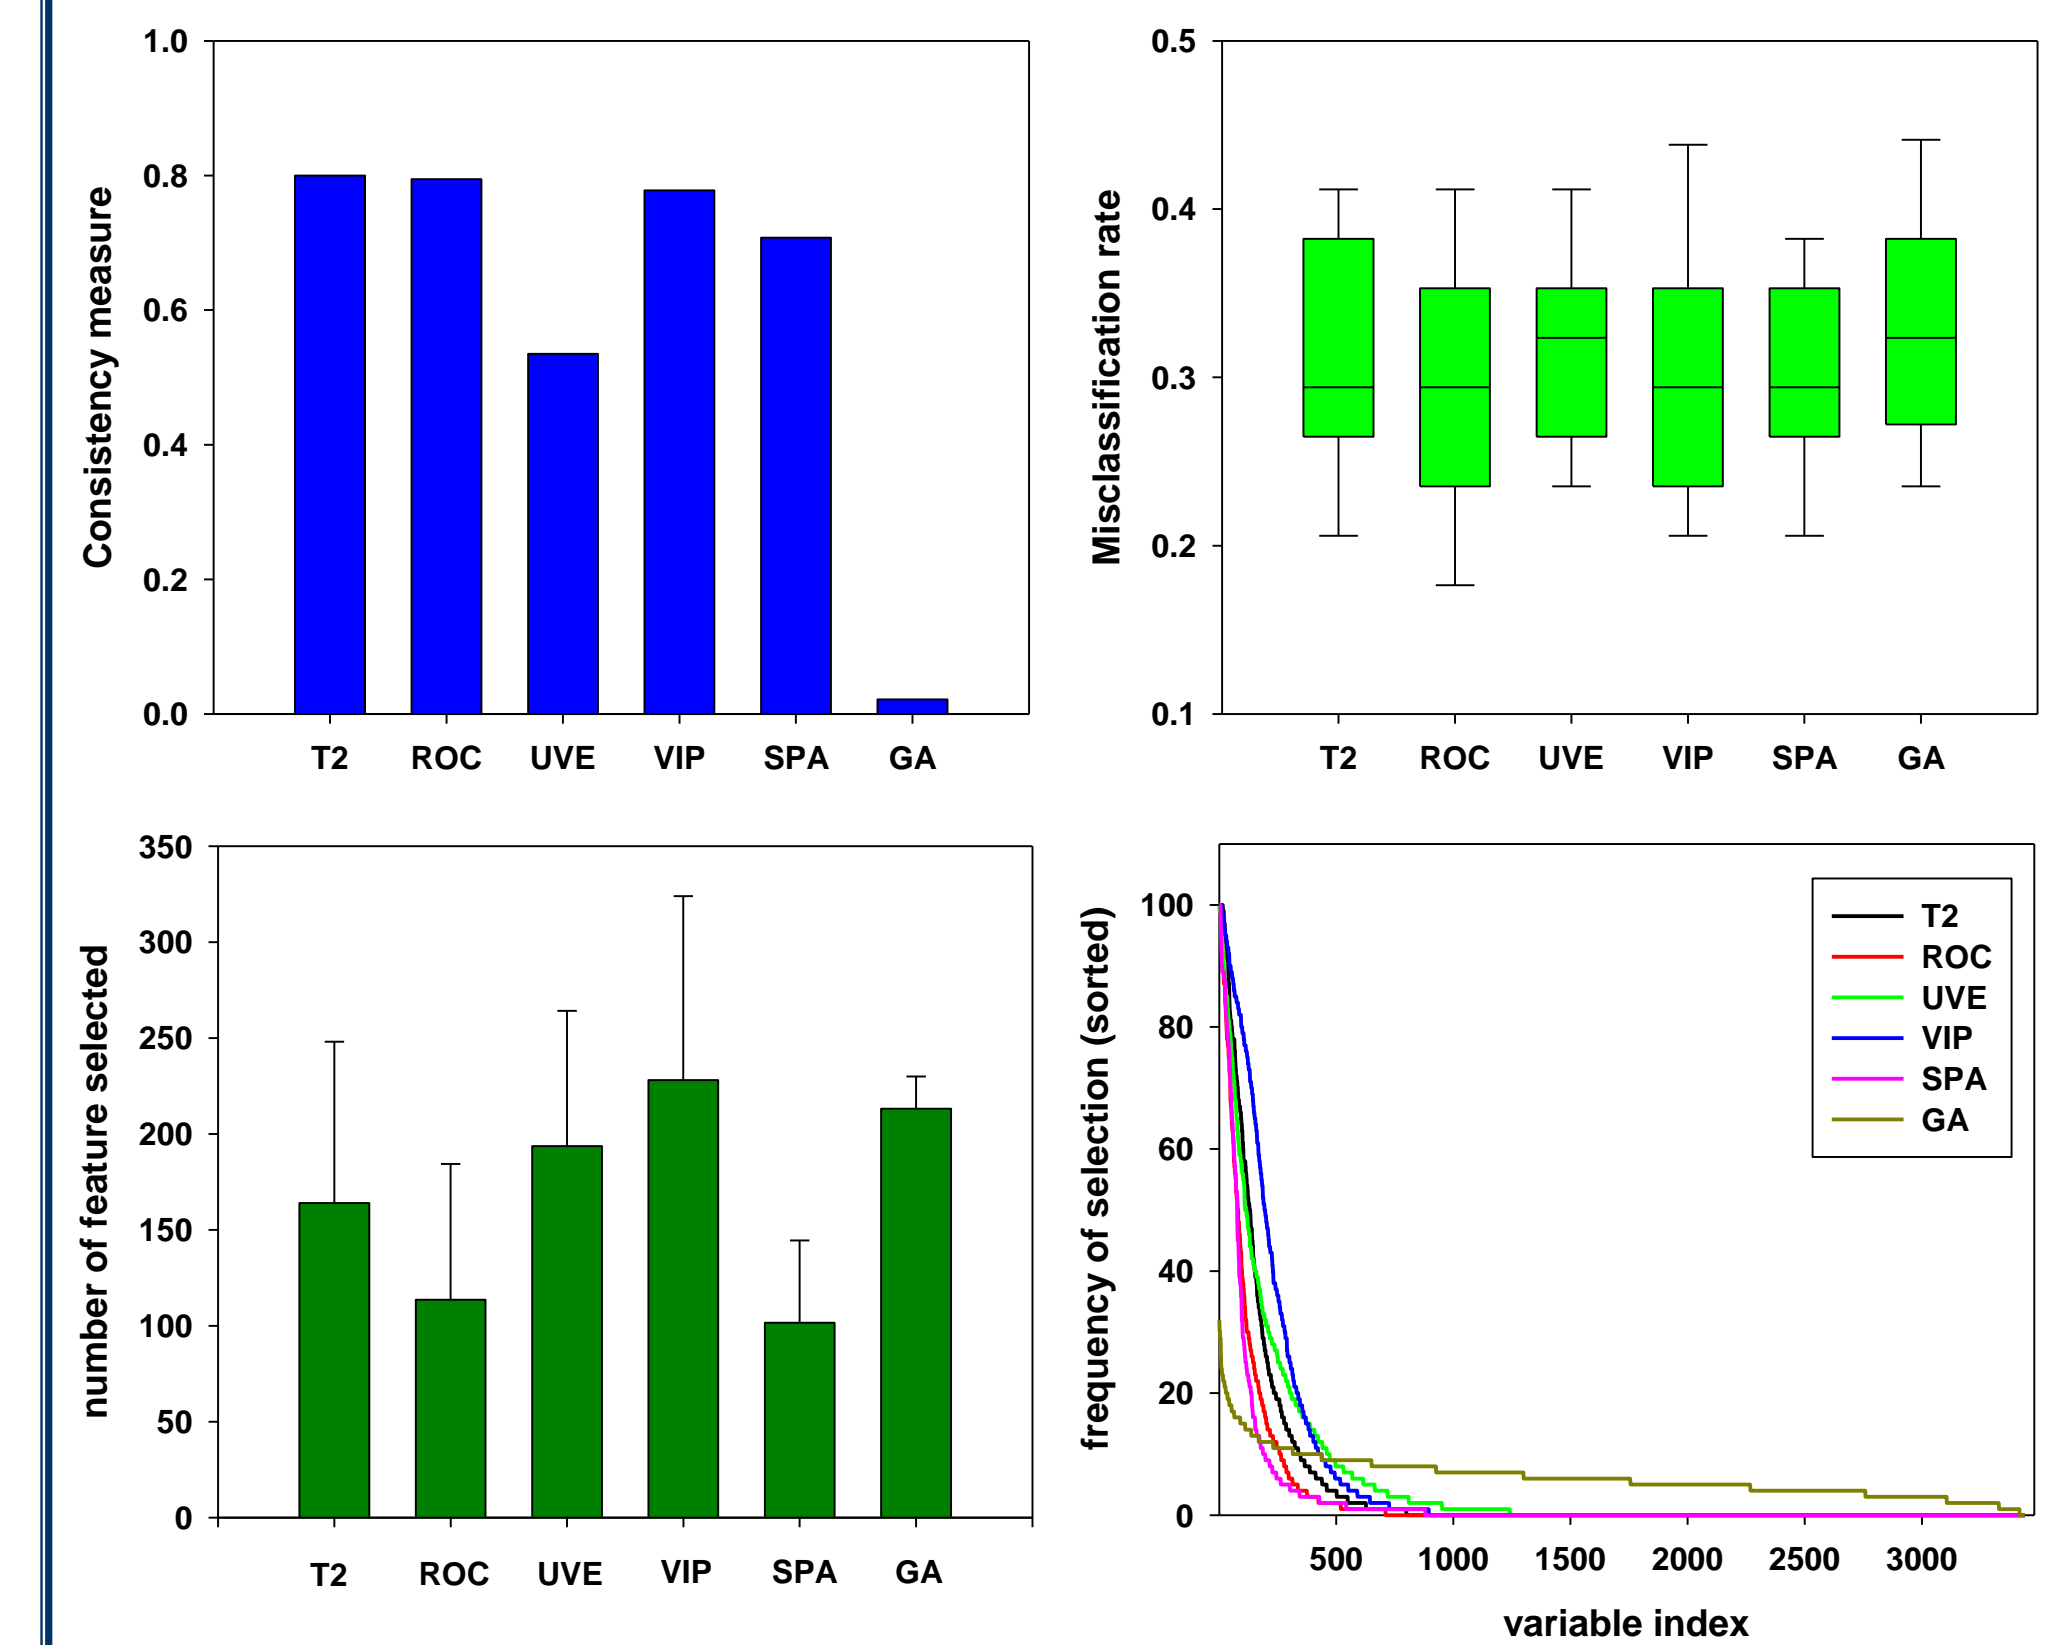 Consistency measure
1.0
0.8
0.6
0.4
0.2
0.0
T2 ROC UVE VIP SPA GA
Misclassification rate
0.5
0.4
0.3
0.2
0.1
T2 ROC UVE VIP SPA GA
number of feature selected
350
300
250
200
150
100
50
0
T2 ROC UVE VIP SPA GA
frequency of selection (sorted)
100
80
60
40
20
0
T2
ROC
UVE
VIP
SPA
GA
500 1000 1500 2000 2500 3000
variable index